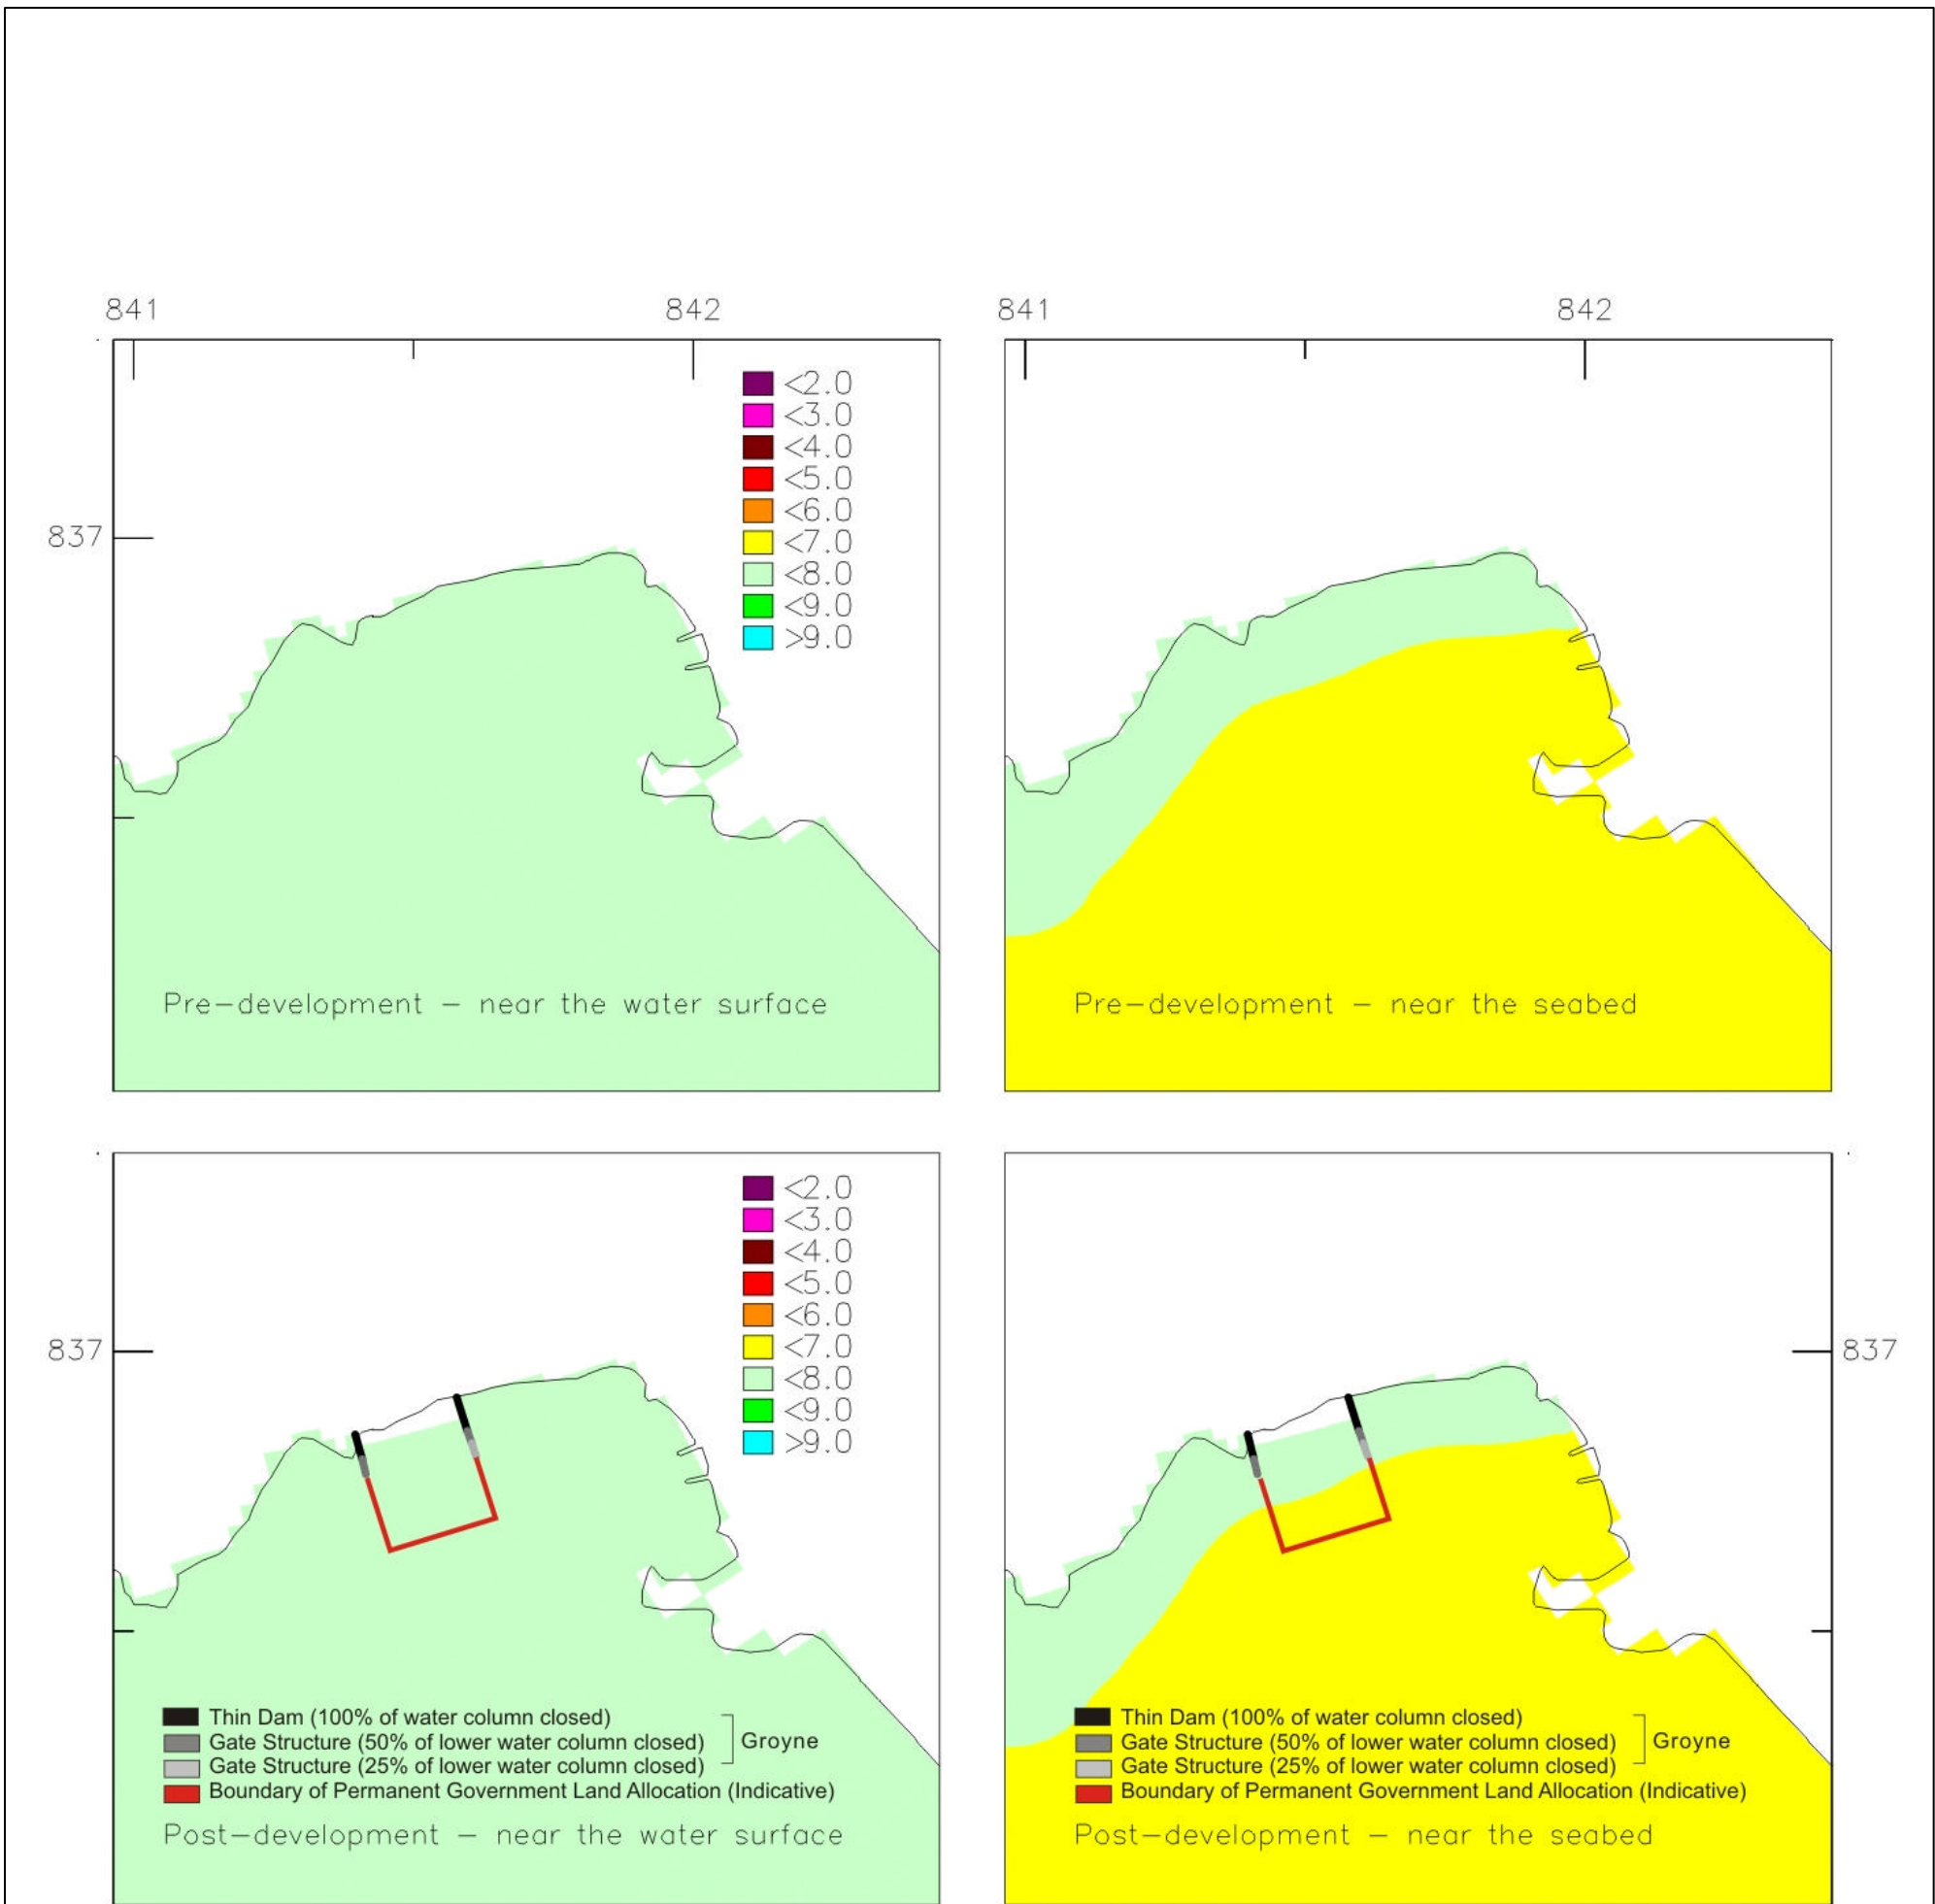 841 842
841 842
<2.0
<3.0
<4.0
<5.0
<6.0
<7.0
<8.0
<9.0
>9.0
837
Pre-development - near the water surface
Pre-development - near the seabed
<2.0
<3.0
<4.0
<5.0
<6.0
<7.0
<8.0
<9.0
>9.0
837
837
Thin Dam (100% of water column closed)
Gate Structure (50% of lower water column closed)
Groyne
Gate Structure (25% of lower water column closed)
Boundary of Permanent Government Land Allocation (Indicative)
Post-development - near the water surface
Thin Dam (100% of water column closed)
Gate Structure (50% of lower water column closed)
Groyne
Gate Structure (25% of lower water column closed)
Boundary of Permanent Government Land Allocation (Indicative)
Post-development - near the seabed